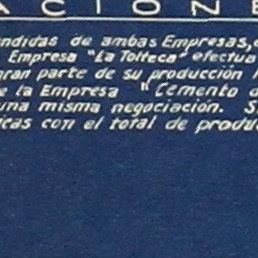 ACIONE
ndidas de ambas Empresas,
Empresa "La Tolteca" efectua
gran parte de su producción
la Empresa "Cemento
una misma negociación. S
icas con el total de produ